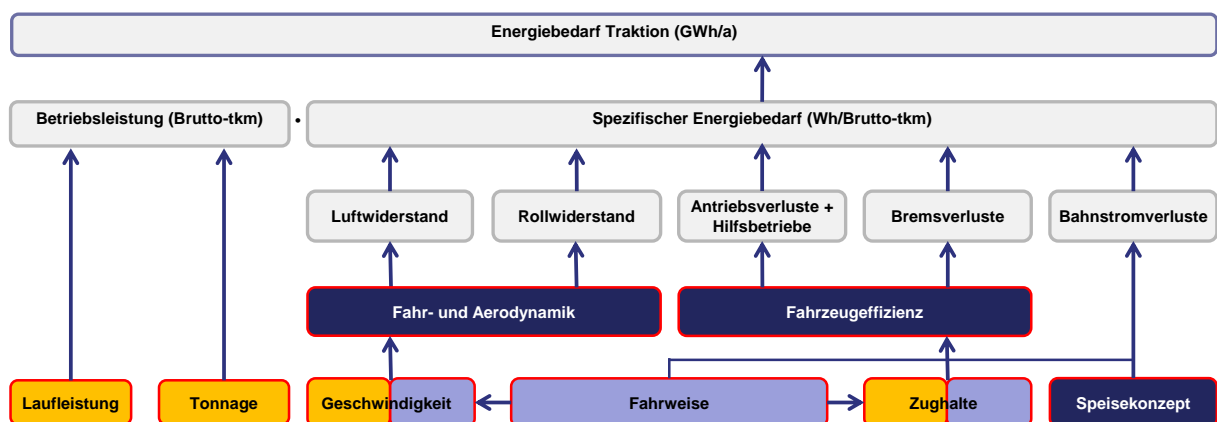 Energiebedarf Traktion (GWh/a)
Betriebsleistung (Brutto-tkm) • Spezifischer Energiebedarf (Wh/Brutto-tkm)
Luftwiderstand
Rollwiderstand
Antriebsverluste +
Hilfsbetriebe
Bremsverluste
Bahnstromverluste
Fahr- und Aerodynamik
Fahrzeugeffizienz
Laufleistung
Tonnage
Geschwindigkeit
Fahrweise
Zughalte
Speisekonzept